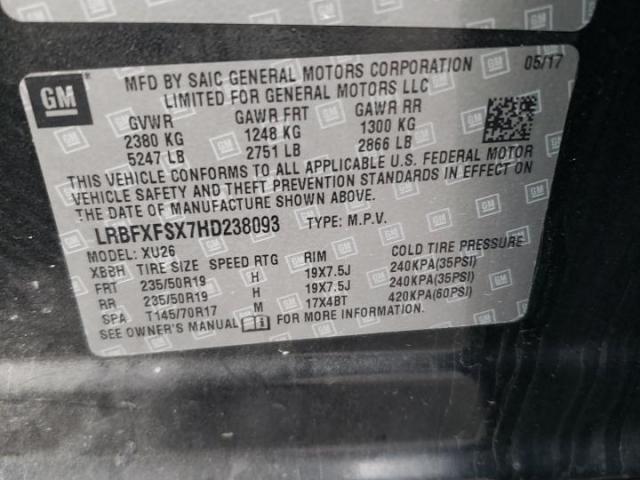 GM
MFD BY SAIC GENERAL MOTORS CORPORATION 05/17
LIMITED FOR GENERAL MOTORS LLC
GVWR GAWR FRT GAWR RR
2380 KG 1248 KG 1300 KG
5247 LB 2751 LB 2866 LB
THIS VEHICLE CONFORMS TO ALL APPLICABLE U.S. FEDERAL MOTOR
VEHICLE SAFETY AND THEFT PREVENTION STANDARDS IN EFFECT ON
THE DATE OF MANUFACTURE SHOWN ABOVE.
LRBFXFSX7HD238093 TYPE: M.P.V.
MODEL: XU26
XBBH TIRE SIZE SPEED RTG RIM COLD TIRE PRESSURE
FRT 235/50R19 H 19X7.5J 240KPA(35PSI)
RR 235/50R19 H 19X7.5J 240KPA(35PSI)
SPA T145/70R17 M 17X4BT 420KPA(60PSI)
SEE OWNER'S MANUAL FOR MORE INFORMATION.